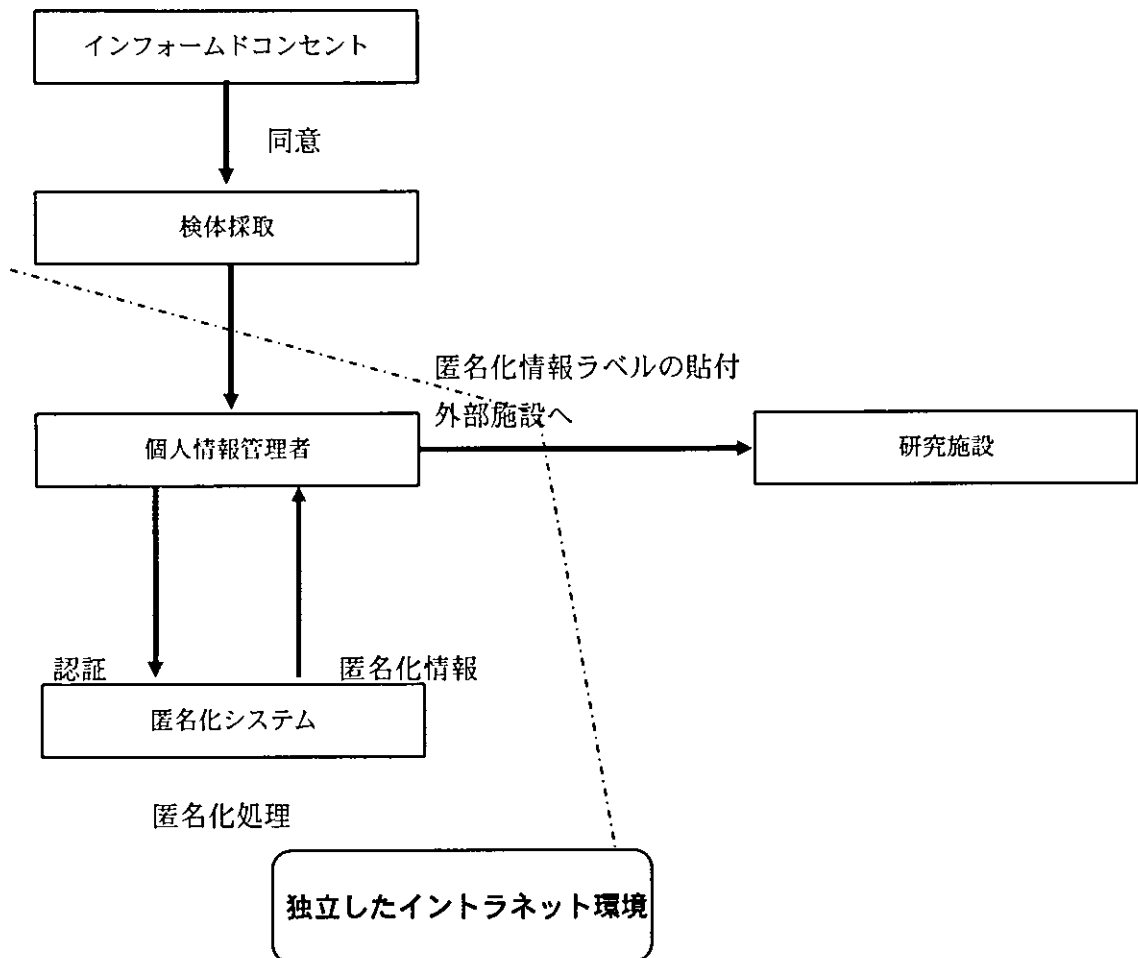 インフォームドコンセント
同意
検体採取
匿名化情報ラベルの貼付
外部施設へ
個人情報管理者
研究施設
認証
匿名化情報
匿名化システム
匿名化処理
独立したイントラネット環境